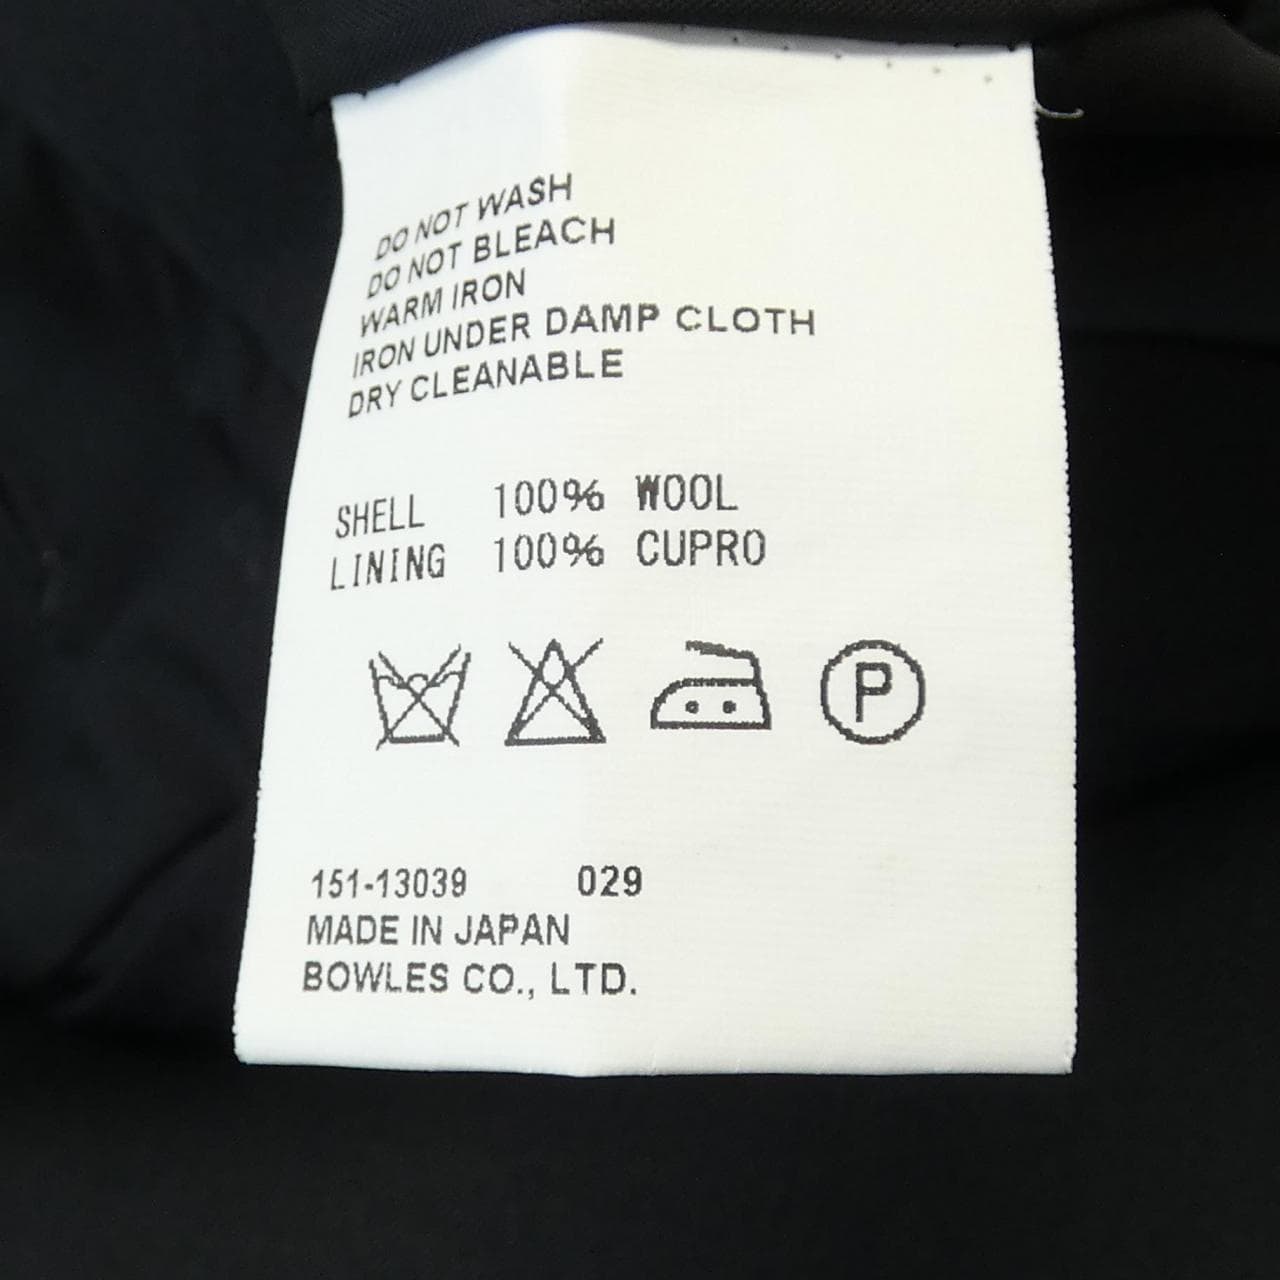 DO NOT WASH
DO NOT BLEACH
WARM IRON
IRON UNDER DAMP CLOTH
DRY CLEANABLE
SHELL 100% WOOL
LINING 100% CUPRO
P
151-13039 029
MADE IN JAPAN
BOWLES CO., LTD.